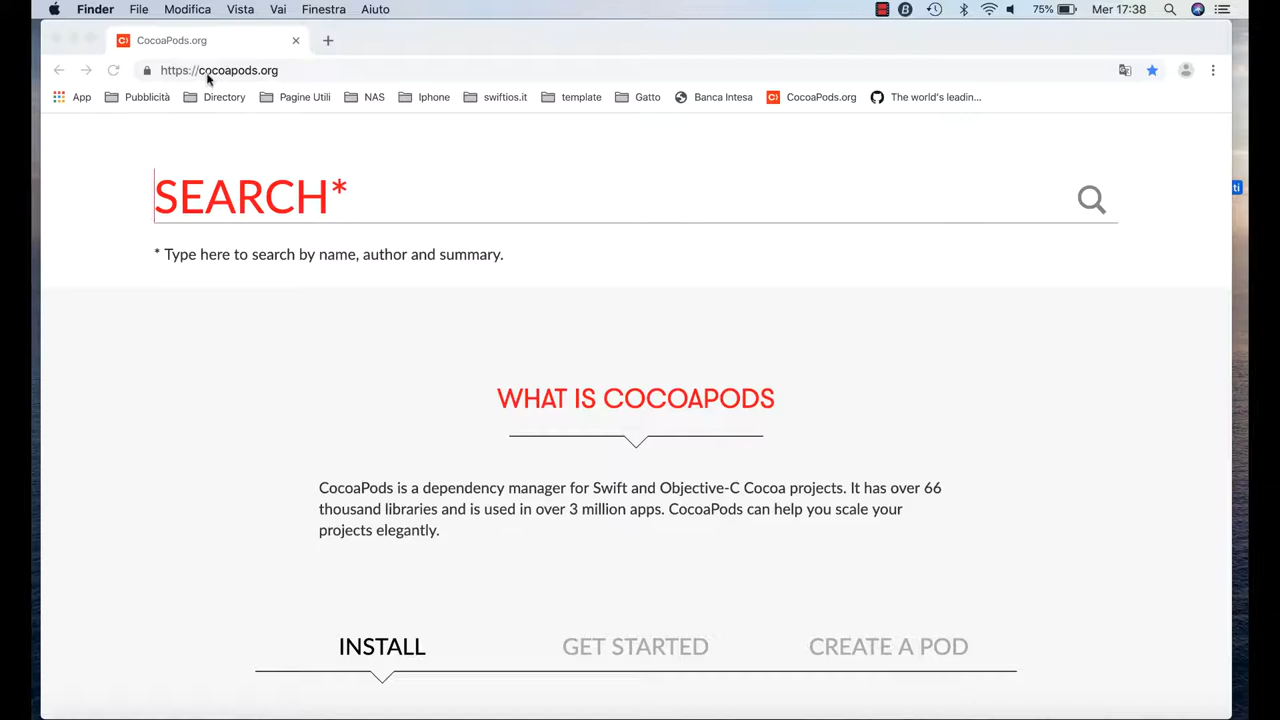 Finder File Modifica Vista Vai Finestra Aiuto 75% Mer 17:38
CocoaPods.org
https://cocoapods.org
App Pubblicità Directory Pagine Utili NAS Iphone swiftios.it template Gatto Banca Intesa CocoaPods.org The world's leadin...
SEARCH*
* Type here to search by name, author and summary.
WHAT IS COCOAPODS
CocoaPods is a dependency manager for Swift and Objective-C Cocoa projects. It has over 66
thousand libraries and is used in over 3 million apps. CocoaPods can help you scale your
projects elegantly.
INSTALL GET STARTED CREATE A POD